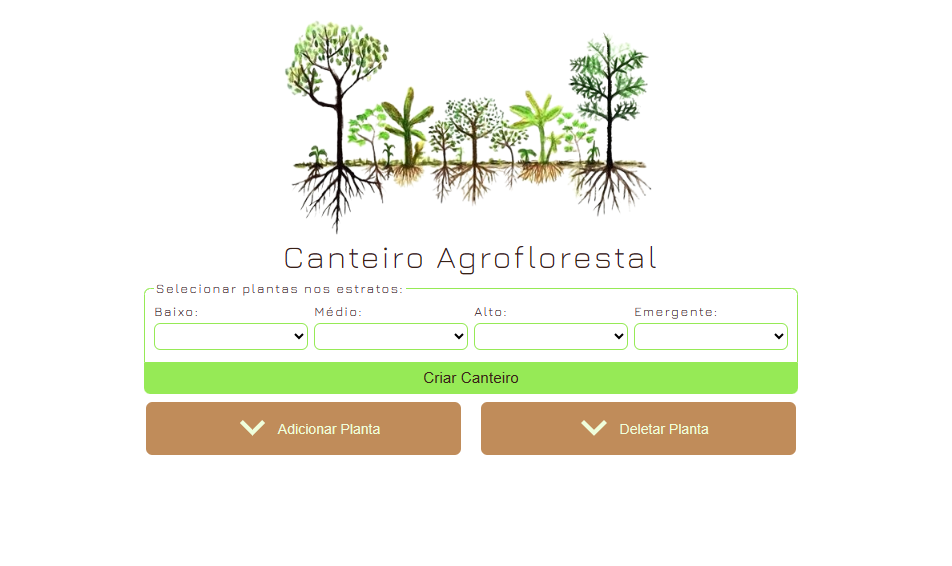 Canteiro Agroflorestal
Selecionar plantas nos estratos:
Baixo: Médio: Alto: Emergente:
Criar Canteiro
Adicionar Planta Deletar Planta